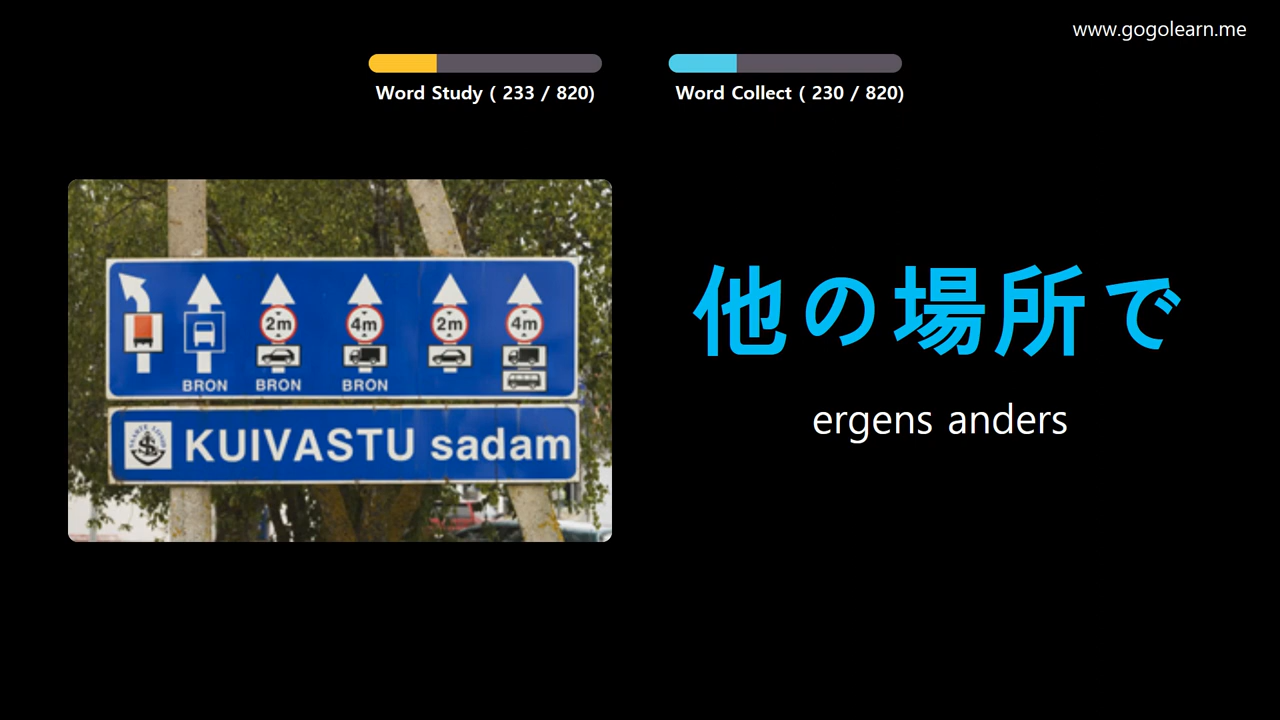 www.gogolearn.me
Word Study ( 233 / 820)
Word Collect ( 230 / 820)
2m
4m
2m
4m
BRON
BRON
BRON
KUIVASTU sadam
他の場所で
ergens anders